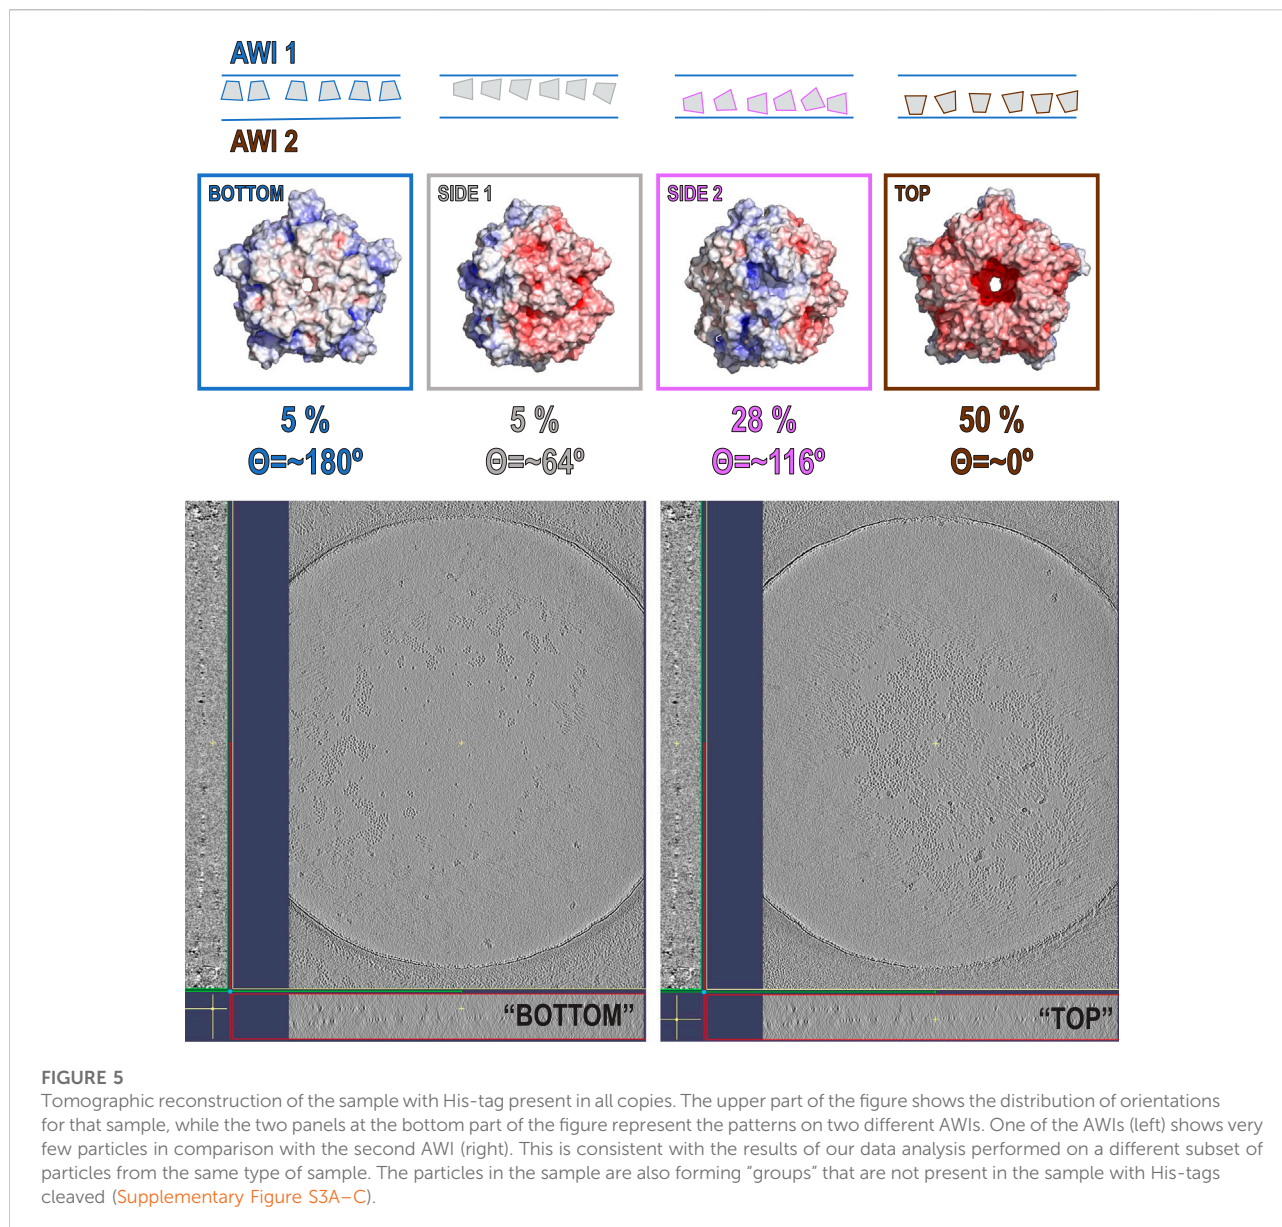 AWI 1
AWI 2
BOTTOM
SIDE 1
SIDE 2
TOP
5 %
5 %
28 %
50 %
Θ=~180º
Θ=~64º
Θ=~116º
Θ=~0º
“BOTTOM”
“TOP”
FIGURE 5
Tomographic reconstruction of the sample with His-tag present in all copies. The upper part of the figure shows the distribution of orientations
for that sample, while the two panels at the bottom part of the figure represent the patterns on two different AWIs. One of the AWIs (left) shows very
few particles in comparison with the second AWI (right). This is consistent with the results of our data analysis performed on a different subset of
particles from the same type of sample. The particles in the sample are also forming “groups” that are not present in the sample with His-tags
cleaved (Supplementary Figure S3A–C).